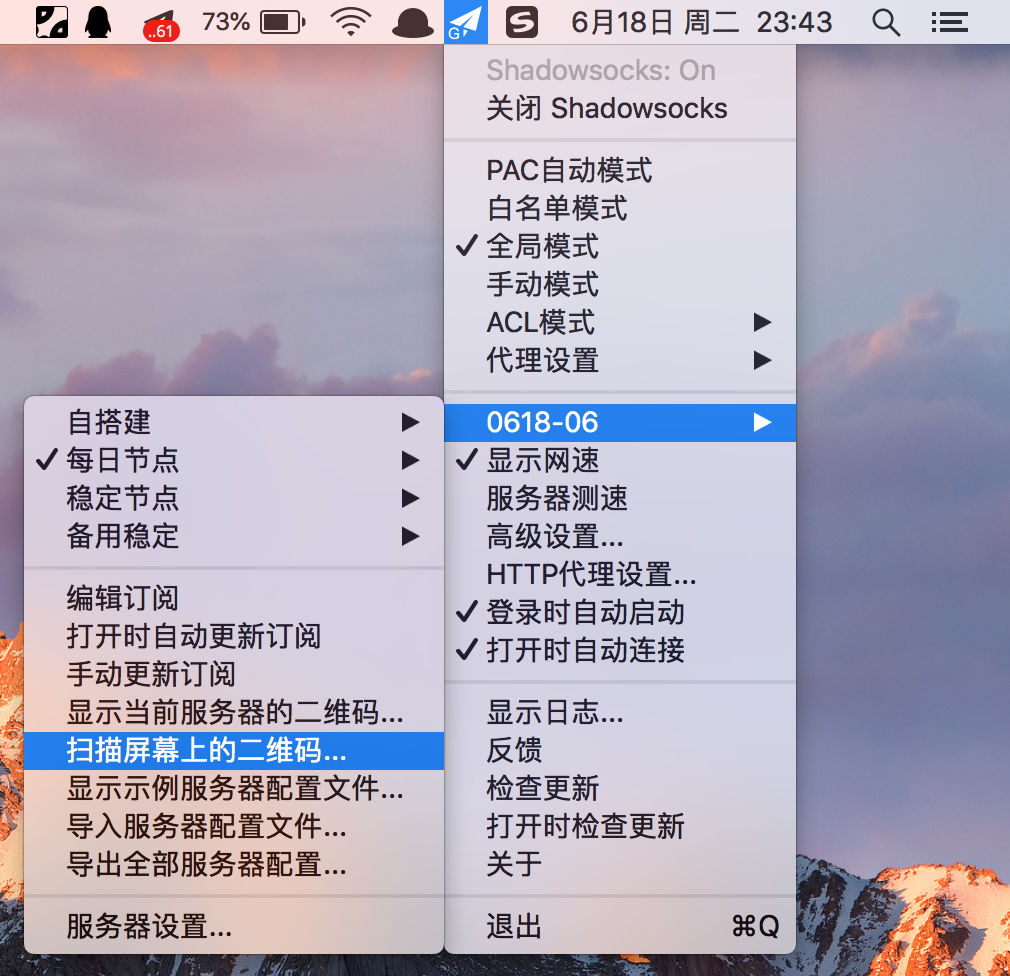 ..61 73% G S 6月18日 周二 23:43
Shadowsocks: On
关闭 Shadowsocks
PAC自动模式
白名单模式
全局模式
手动模式
ACL模式
代理设置
0618-06
显示网速
服务器测速
高级设置...
HTTP代理设置...
登录时自动启动
打开时自动连接
显示日志...
反馈
检查更新
打开时检查更新
关于
退出 ⌘Q
自搭建
每日节点
稳定节点
备用稳定
编辑订阅
打开时自动更新订阅
手动更新订阅
显示当前服务器的二维码...
扫描屏幕上的二维码...
显示示例服务器配置文件...
导入服务器配置文件...
导出全部服务器配置...
服务器设置...